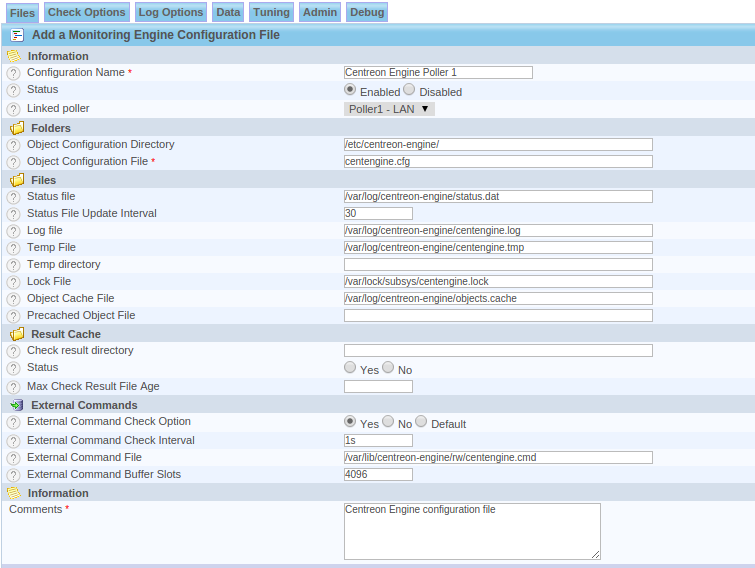 Files Check Options Log Options Data Tuning Admin Debug
Add a Monitoring Engine Configuration File
Information
? Configuration Name * Centreon Engine Poller 1
? Status Enabled Disabled
? Linked poller Poller1 - LAN ▼
Folders
? Object Configuration Directory /etc/centreon-engine/
? Object Configuration File * centengine.cfg
Files
? Status file /var/log/centreon-engine/status.dat
? Status File Update Interval 30
? Log file /var/log/centreon-engine/centengine.log
? Temp File /var/log/centreon-engine/centengine.tmp
? Temp directory
? Lock File /var/lock/subsys/centengine.lock
? Object Cache File /var/log/centreon-engine/objects.cache
? Precached Object File
Result Cache
? Check result directory
? Status Yes No
? Max Check Result File Age
External Commands
? External Command Check Option Yes No Default
? External Command Check Interval 1s
? External Command File /var/lib/centreon-engine/rw/centengine.cmd
? External Command Buffer Slots 4096
Information
Comments * Centreon Engine configuration file